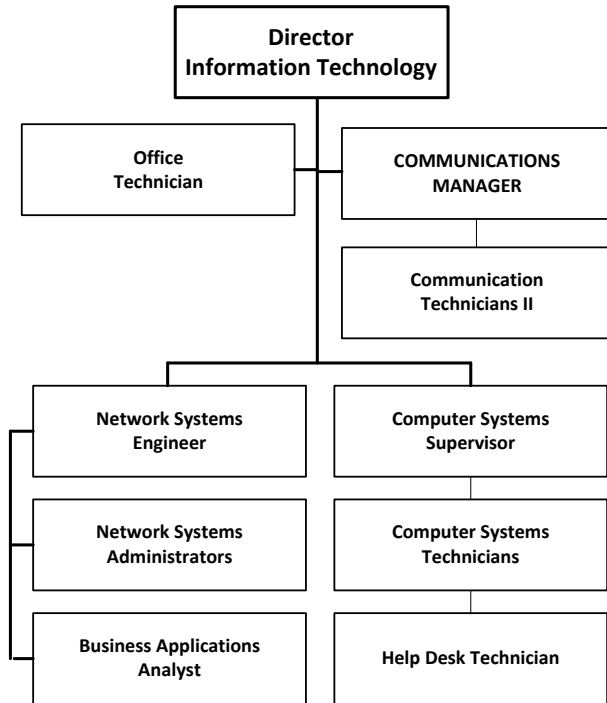 Director
Information Technology
Office
Technician
COMMUNICATIONS
MANAGER
Communication
Technicians II
Network Systems
Engineer
Computer Systems
Supervisor
Network Systems
Administrators
Computer Systems
Technicians
Business Applications
Analyst
Help Desk Technician